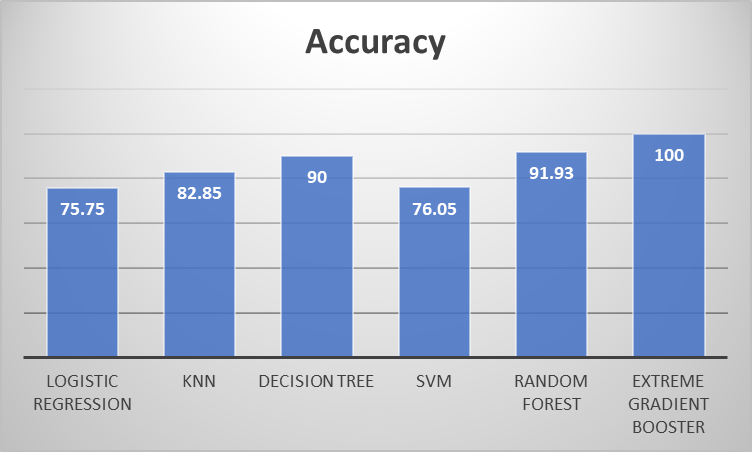 Accuracy
75.75
82.85
90
76.05
91.93
100
LOGISTIC
REGRESSION
KNN
DECISION TREE
SVM
RANDOM
FOREST
EXTREME
GRADIENT
BOOSTER